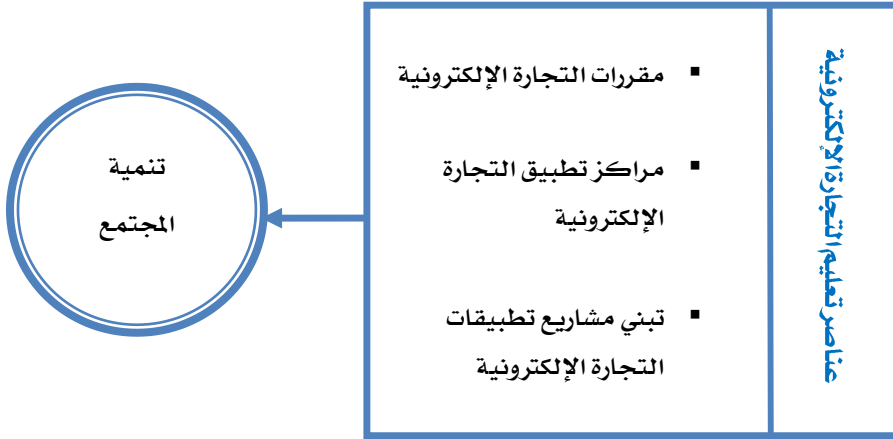 عناصر تعليم التجارة الإلكترونية
▪ مقررات التجارة الإلكترونية
▪ مراكز تطبيق التجارة
الإلكترونية
▪ تبني مشاريع تطبيقات
التجارة الإلكترونية
تنمية
المجتمع